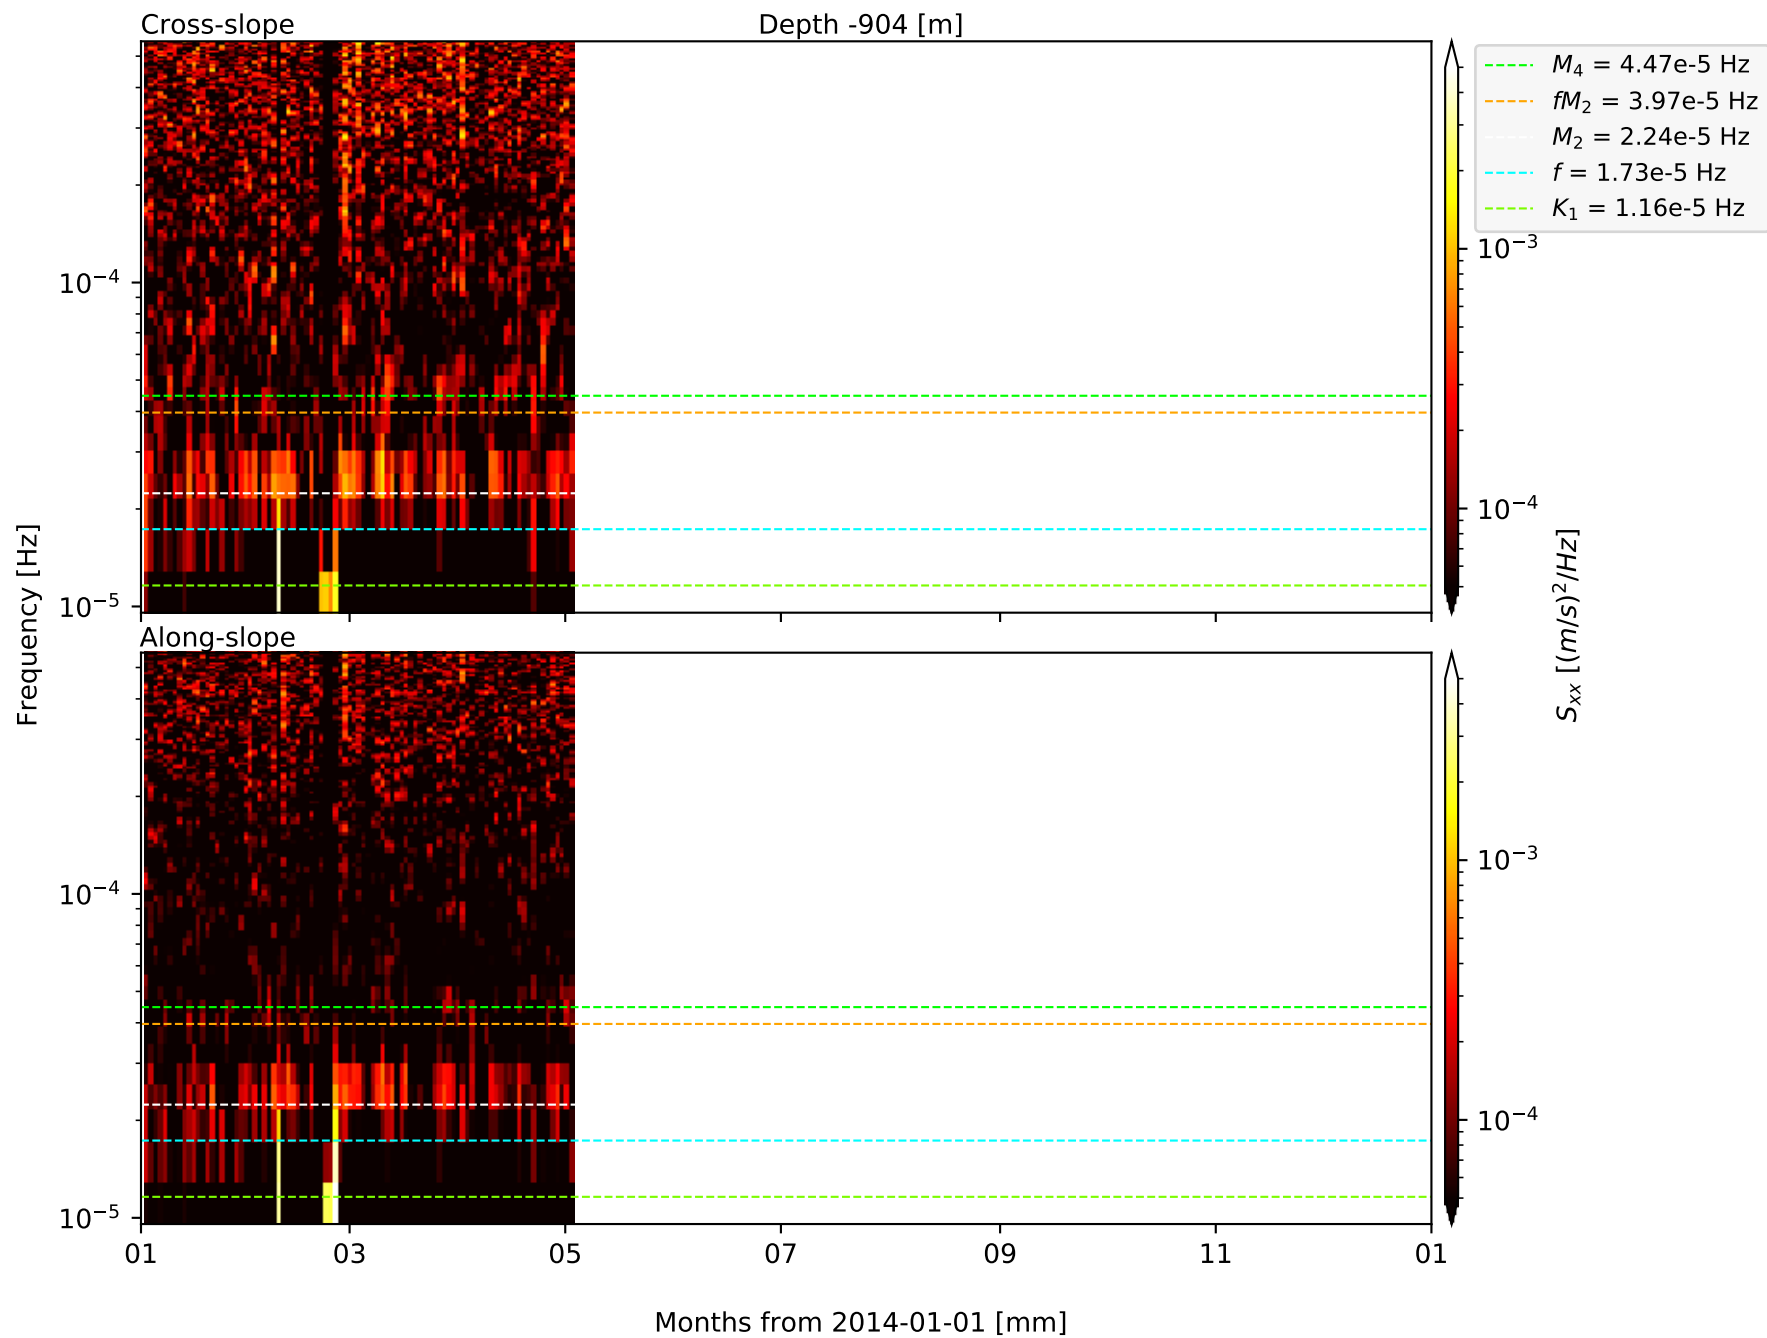 Cross-slope
Depth -904 [m]
M₄ = 4.47e-5 Hz
fM₂ = 3.97e-5 Hz
M₂ = 2.24e-5 Hz
f = 1.73e-5 Hz
K₁ = 1.16e-5 Hz
10⁻⁴
10⁻⁵
10⁻³
10⁻⁴
Frequency [Hz]
Sₓₓ [(m/s)²/Hz]
Along-slope
10⁻⁴
10⁻⁵
10⁻³
10⁻⁴
01 03 05 07 09 11 01
Months from 2014-01-01 [mm]